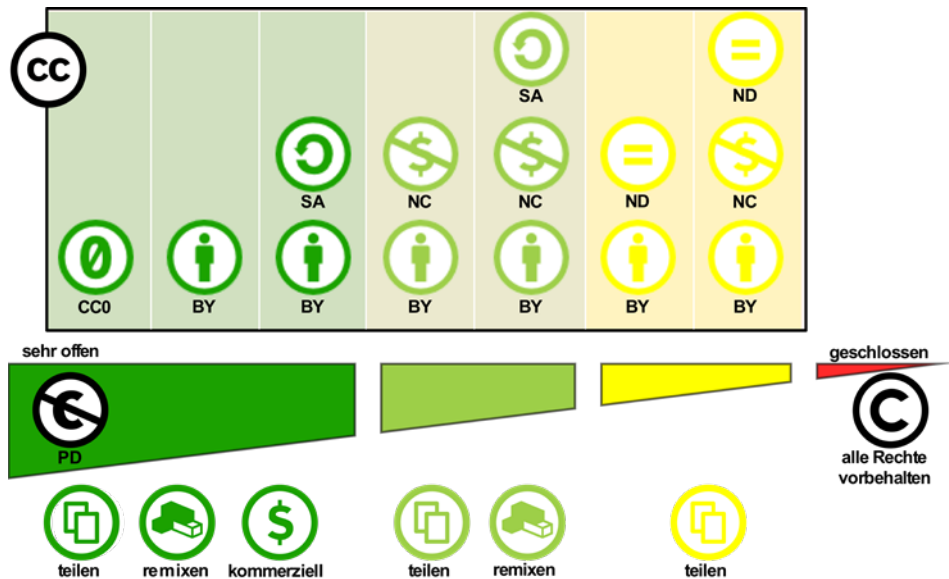 cc
SA
ND
SA
NC
NC
ND
NC
0
CC0
BY
BY
BY
BY
BY
BY
sehr offen
geschlossen
C
PD
C
alle Rechte
vorbehalten
$
teilen
remixen
kommerziell
teilen
remixen
teilen